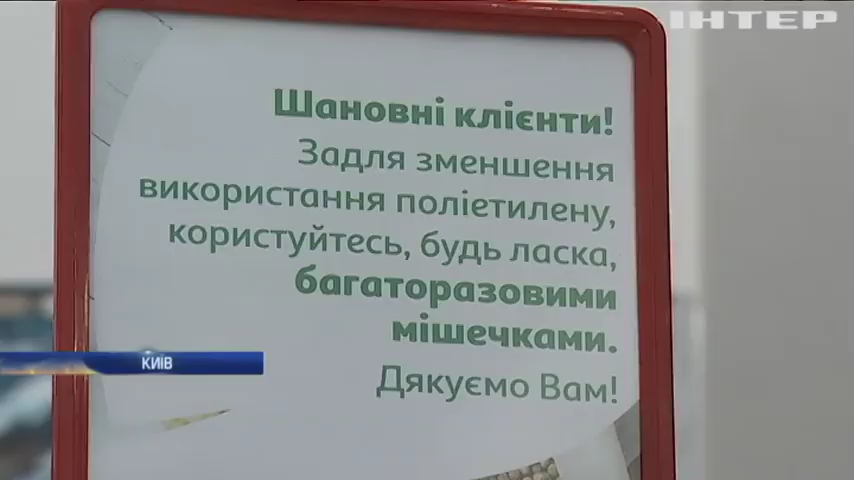 ІНТЕР
Шановні клієнти!
Задля зменшення
використання поліетилену,
користуйтесь, будь ласка,
багаторазовими
мішечками.
Дякуємо Вам!
КИЇВ